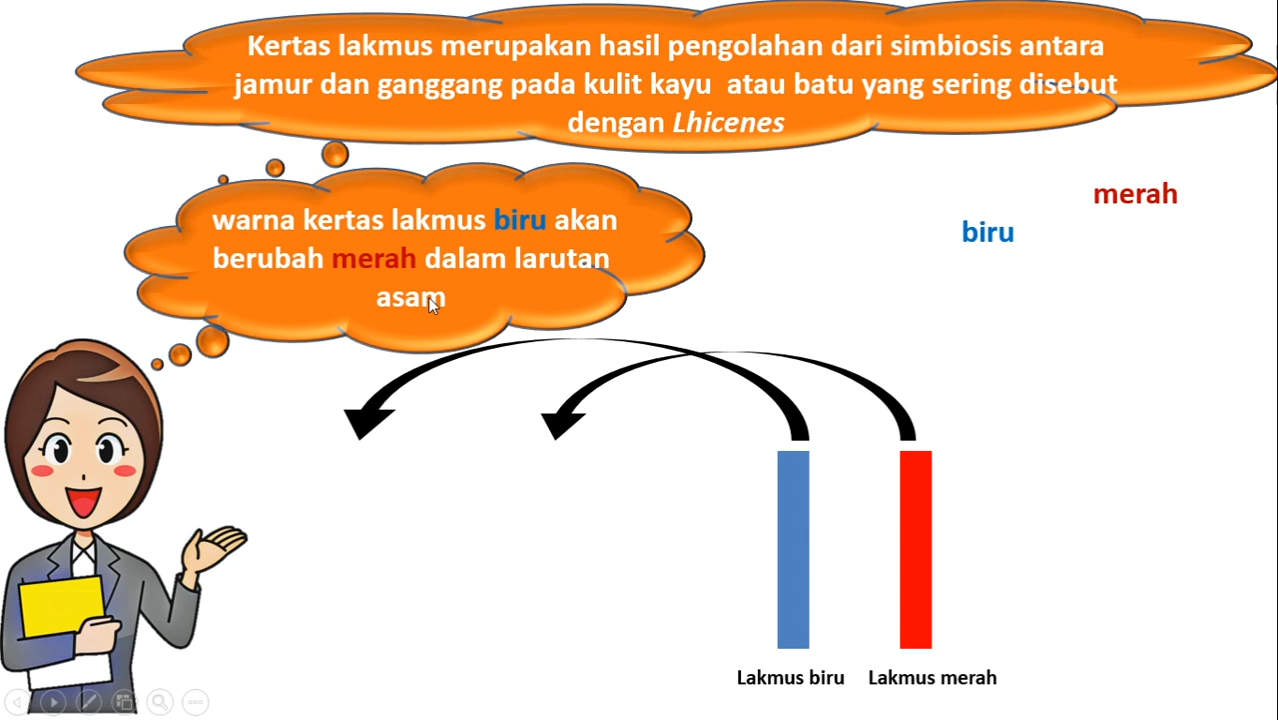 Kertas lakmus merupakan hasil pengolahan dari simbiosis antara
jamur dan ganggang pada kulit kayu atau batu yang sering disebut
dengan Lhicenes
warna kertas lakmus biru akan
berubah merah dalam larutan
asam
merah
biru
Lakmus biru
Lakmus merah